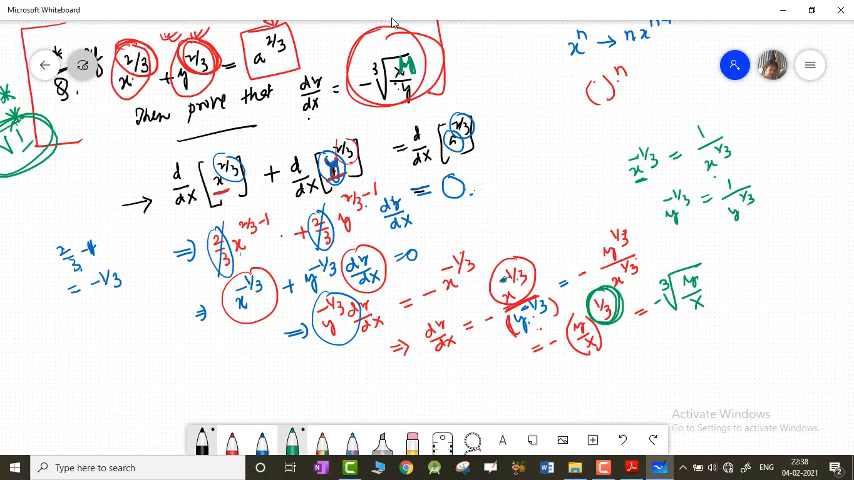 Microsoft Whiteboard
x^n → n x^n-1
8. x^2/3 + y^2/3 = a^2/3
( )^n
Then prove that dy/dx = -∛(x/y)
V!
d/dx [x^2/3] + d/dx [y^2/3] = d/dx [a^2/3]
x^-1/3 = 1/x^1/3
y^-1/3 = 1/y^1/3
→ = 0.
⇒ 2/3 x^2/3-1 + 2/3 y^2/3-1 dy/dx
2/3 - 1
= -1/3
⇒ x^-1/3 + y^-1/3 dy/dx = 0
⇒ y^-1/3 dy/dx = -x^-1/3
⇒ dy/dx = - x^-1/3 / (y^-1/3) = - y^1/3 / x^1/3
= - (y/x)^1/3 = -∛(y/x)
Activate Windows
Go to Settings to activate Windows.
Type here to search
ENG
22:38
04-02-2021